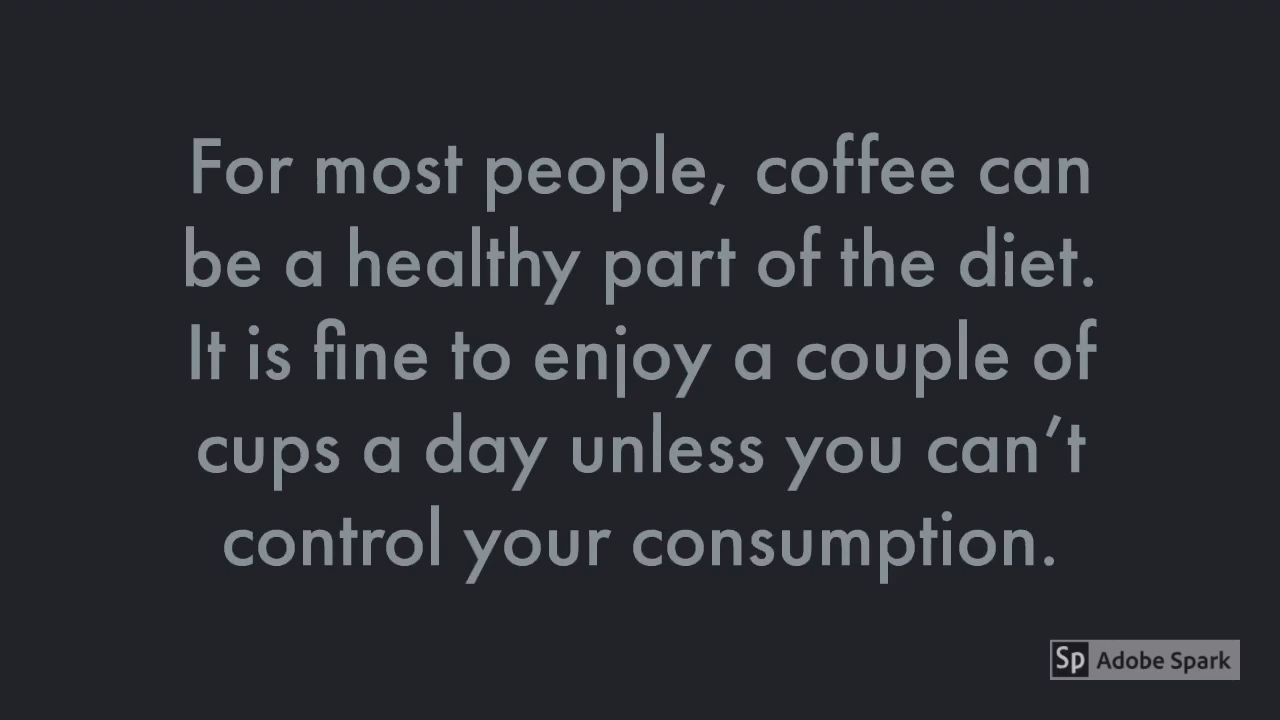 For most people, coffee can
be a healthy part of the diet.
It is fine to enjoy a couple of
cups a day unless you can’t
control your consumption.
Sp Adobe Spark